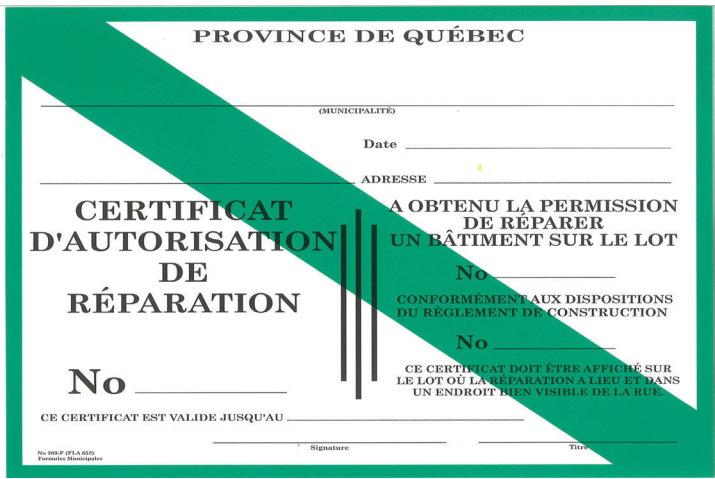 PROVINCE DE QUÉBEC
(MUNICIPALITÉ)
Date
ADRESSE
CERTIFICAT
D'AUTORISATION
DE
RÉPARATION
No
A OBTENU LA PERMISSION
DE RÉPARER
UN BÂTIMENT SUR LE LOT
No
CONFORMÉMENT AUX DISPOSITIONS
DU RÈGLEMENT DE CONSTRUCTION
No
CE CERTIFICAT DOIT ÊTRE AFFICHÉ SUR
LE LOT OÙ LA RÉPARATION A LIEU ET DANS
UN ENDROIT BIEN VISIBLE DE LA RUE.
CE CERTIFICAT EST VALIDE JUSQU'AU
Signature
Titre
No 269-F (FLA 652)
Formules Municipales